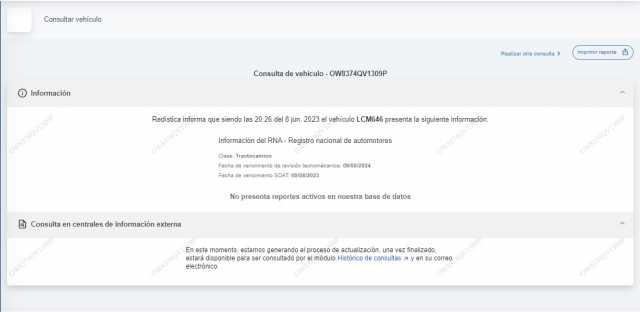 Consultar vehículo
Realizar otra consulta >
Imprimir reporte
Consulta de vehículo - OW8374QV1309P
Información
Redística informa que siendo las 20:26 del 8 jun. 2023 el vehículo LCM646 presenta la siguiente información:
Información del RNA - Registro nacional de automotores
Clase: Tractocamion
Fecha de vencimiento de revisión tecnomécanica: 09/08/2024
Fecha de vencimiento SOAT: 05/08/2023
No presenta reportes activos en nuestra base de datos
Consulta en centrales de información externa
En este momento, estamos generando el proceso de actualización, una vez finalizado,
estará disponible para ser consultado por el módulo Histórico de consultas ↗ y en su correo
electrónico